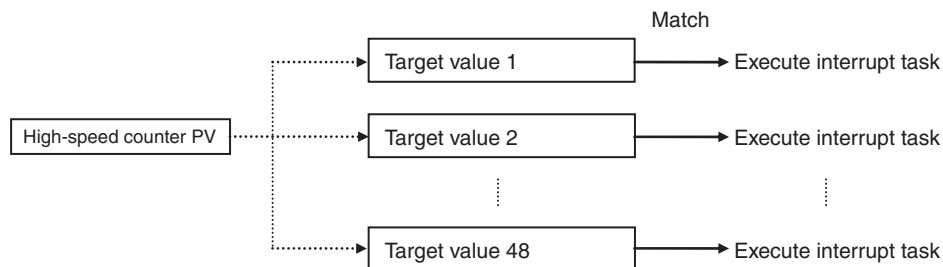 Match
Target value 1
Execute interrupt task
High-speed counter PV
Target value 2
Execute interrupt task
Target value 48
Execute interrupt task